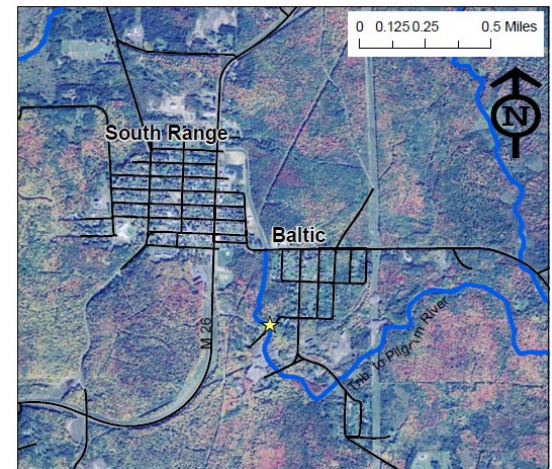 0 0.125 0.25 0.5 Miles
N
South Range
Baltic
M 26
Trib. to Pilgrim River